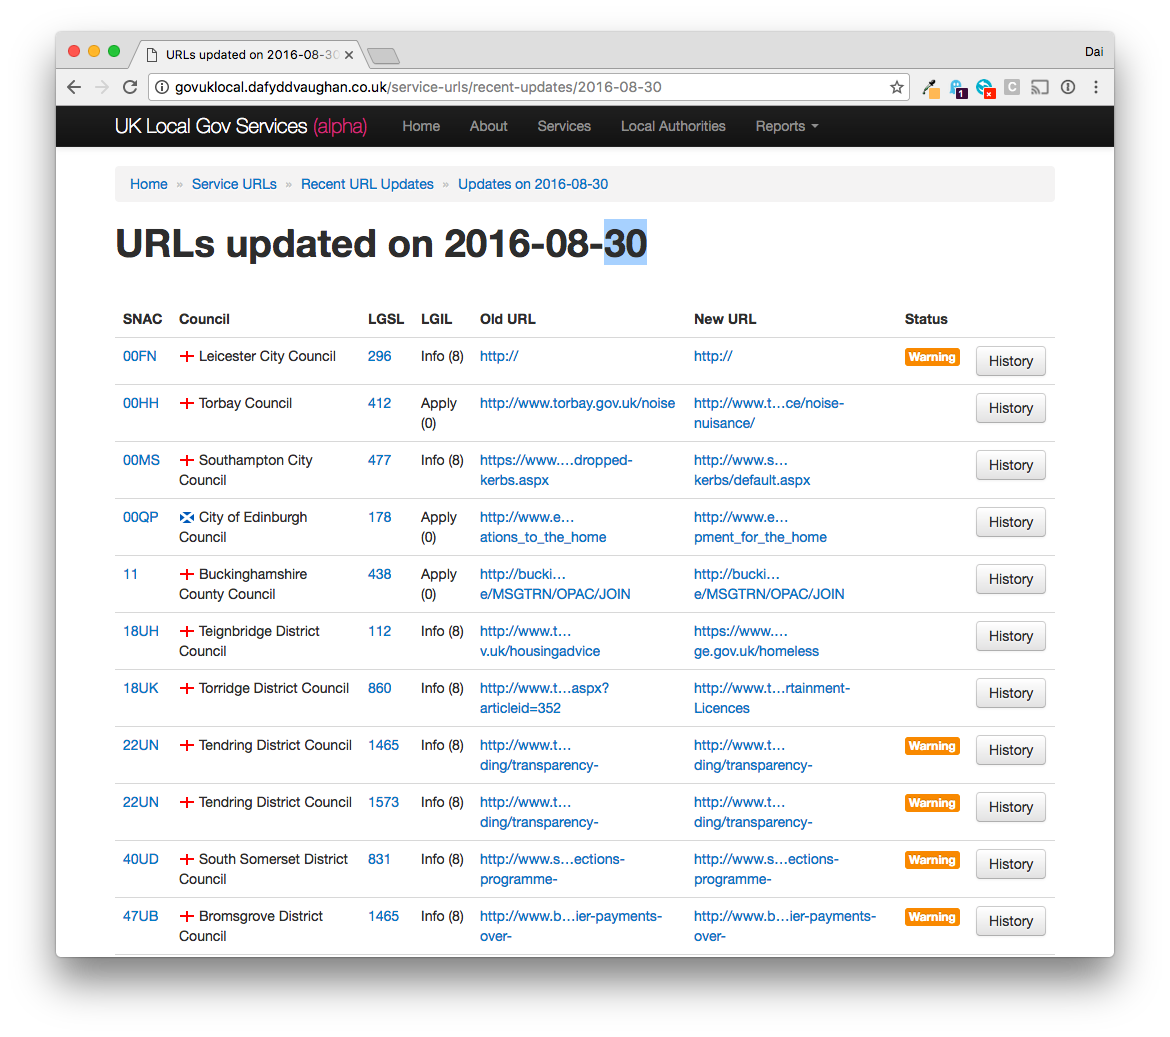 URLs updated on 2016-08-30
Dai
govuklocal.dafyddvaughan.co.uk/service-urls/recent-updates/2016-08-30
1
C
UK Local Gov Services (alpha) Home About Services Local Authorities Reports
Home » Service URLs » Recent URL Updates » Updates on 2016-08-30
URLs updated on 2016-08-30
SNAC Council LGSL LGIL Old URL New URL Status
00FN Leicester City Council 296 Info (8) http:// http:// Warning History
00HH Torbay Council 412 Apply http://www.torbay.gov.uk/noise http://www.t…ce/noise- History
(0) nuisance/
00MS Southampton City 477 Info (8) https://www.…dropped- http://www.s… History
Council kerbs.aspx kerbs/default.aspx
00QP City of Edinburgh 178 Apply http://www.e… http://www.e… History
Council (0) ations_to_the_home pment_for_the_home
11 Buckinghamshire 438 Apply http://bucki… http://bucki… History
County Council (0) e/MSGTRN/OPAC/JOIN e/MSGTRN/OPAC/JOIN
18UH Teignbridge District 112 Info (8) http://www.t… https://www.… History
Council v.uk/housingadvice ge.gov.uk/homeless
18UK Torridge District Council 860 Info (8) http://www.t…aspx? http://www.t…rtainment- History
articleid=352 Licences
22UN Tendring District Council 1465 Info (8) http://www.t… http://www.t… Warning History
ding/transparency- ding/transparency-
22UN Tendring District Council 1573 Info (8) http://www.t… http://www.t… Warning History
ding/transparency- ding/transparency-
40UD South Somerset District 831 Info (8) http://www.s…ections- http://www.s…ections- Warning History
Council programme- programme-
47UB Bromsgrove District 1465 Info (8) http://www.b…ier-payments- http://www.b…ier-payments- Warning History
Council over- over-